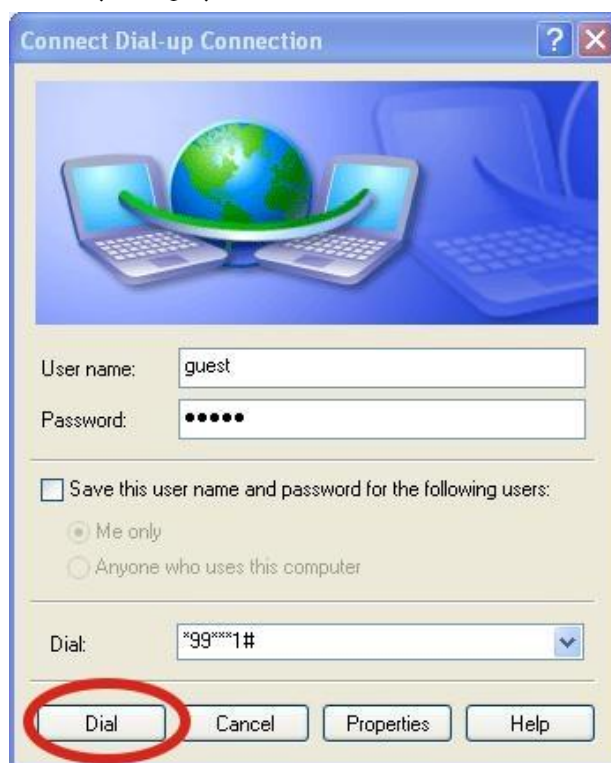 Connect Dial-up Connection
User name: guest
Password: •••••
Save this user name and password for the following users:
Me only
Anyone who uses this computer
Dial: *99***1#
Dial Cancel Properties Help